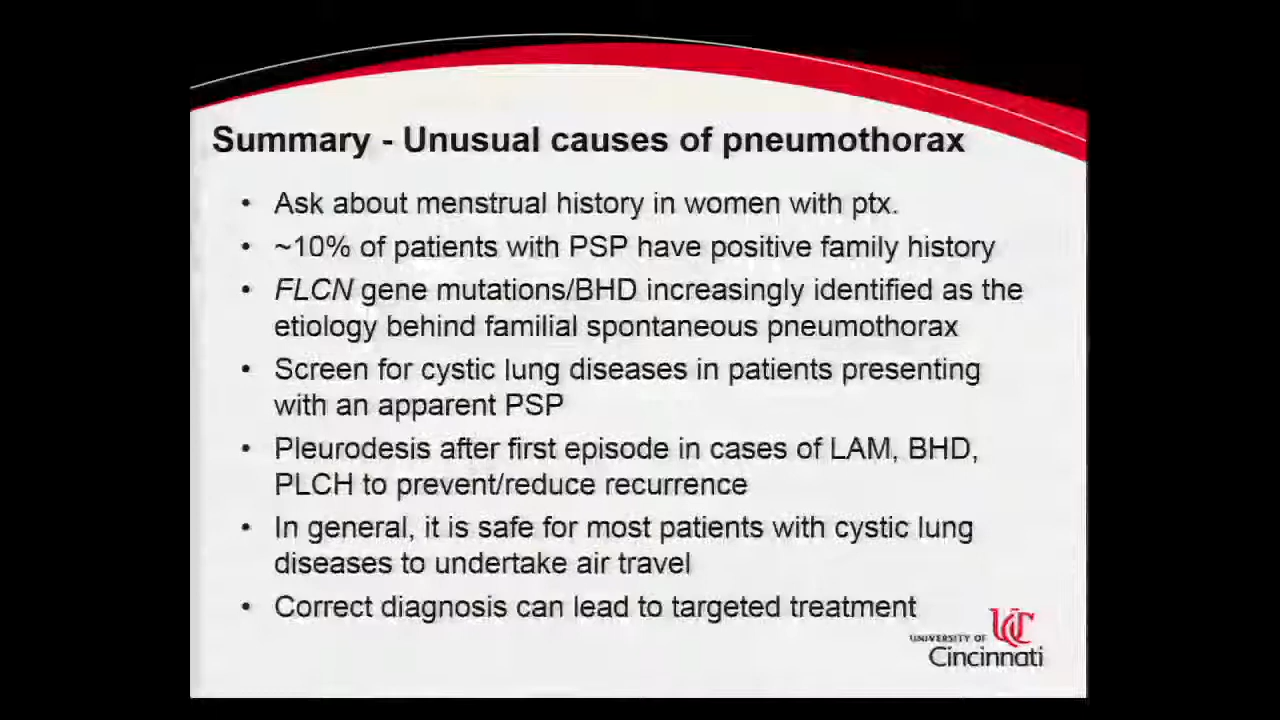 Summary - Unusual causes of pneumothorax
• Ask about menstrual history in women with ptx.
• ~10% of patients with PSP have positive family history
• FLCN gene mutations/BHD increasingly identified as the
etiology behind familial spontaneous pneumothorax
• Screen for cystic lung diseases in patients presenting
with an apparent PSP
• Pleurodesis after first episode in cases of LAM, BHD,
PLCH to prevent/reduce recurrence
• In general, it is safe for most patients with cystic lung
diseases to undertake air travel
• Correct diagnosis can lead to targeted treatment
UC
UNIVERSITY OF
Cincinnati